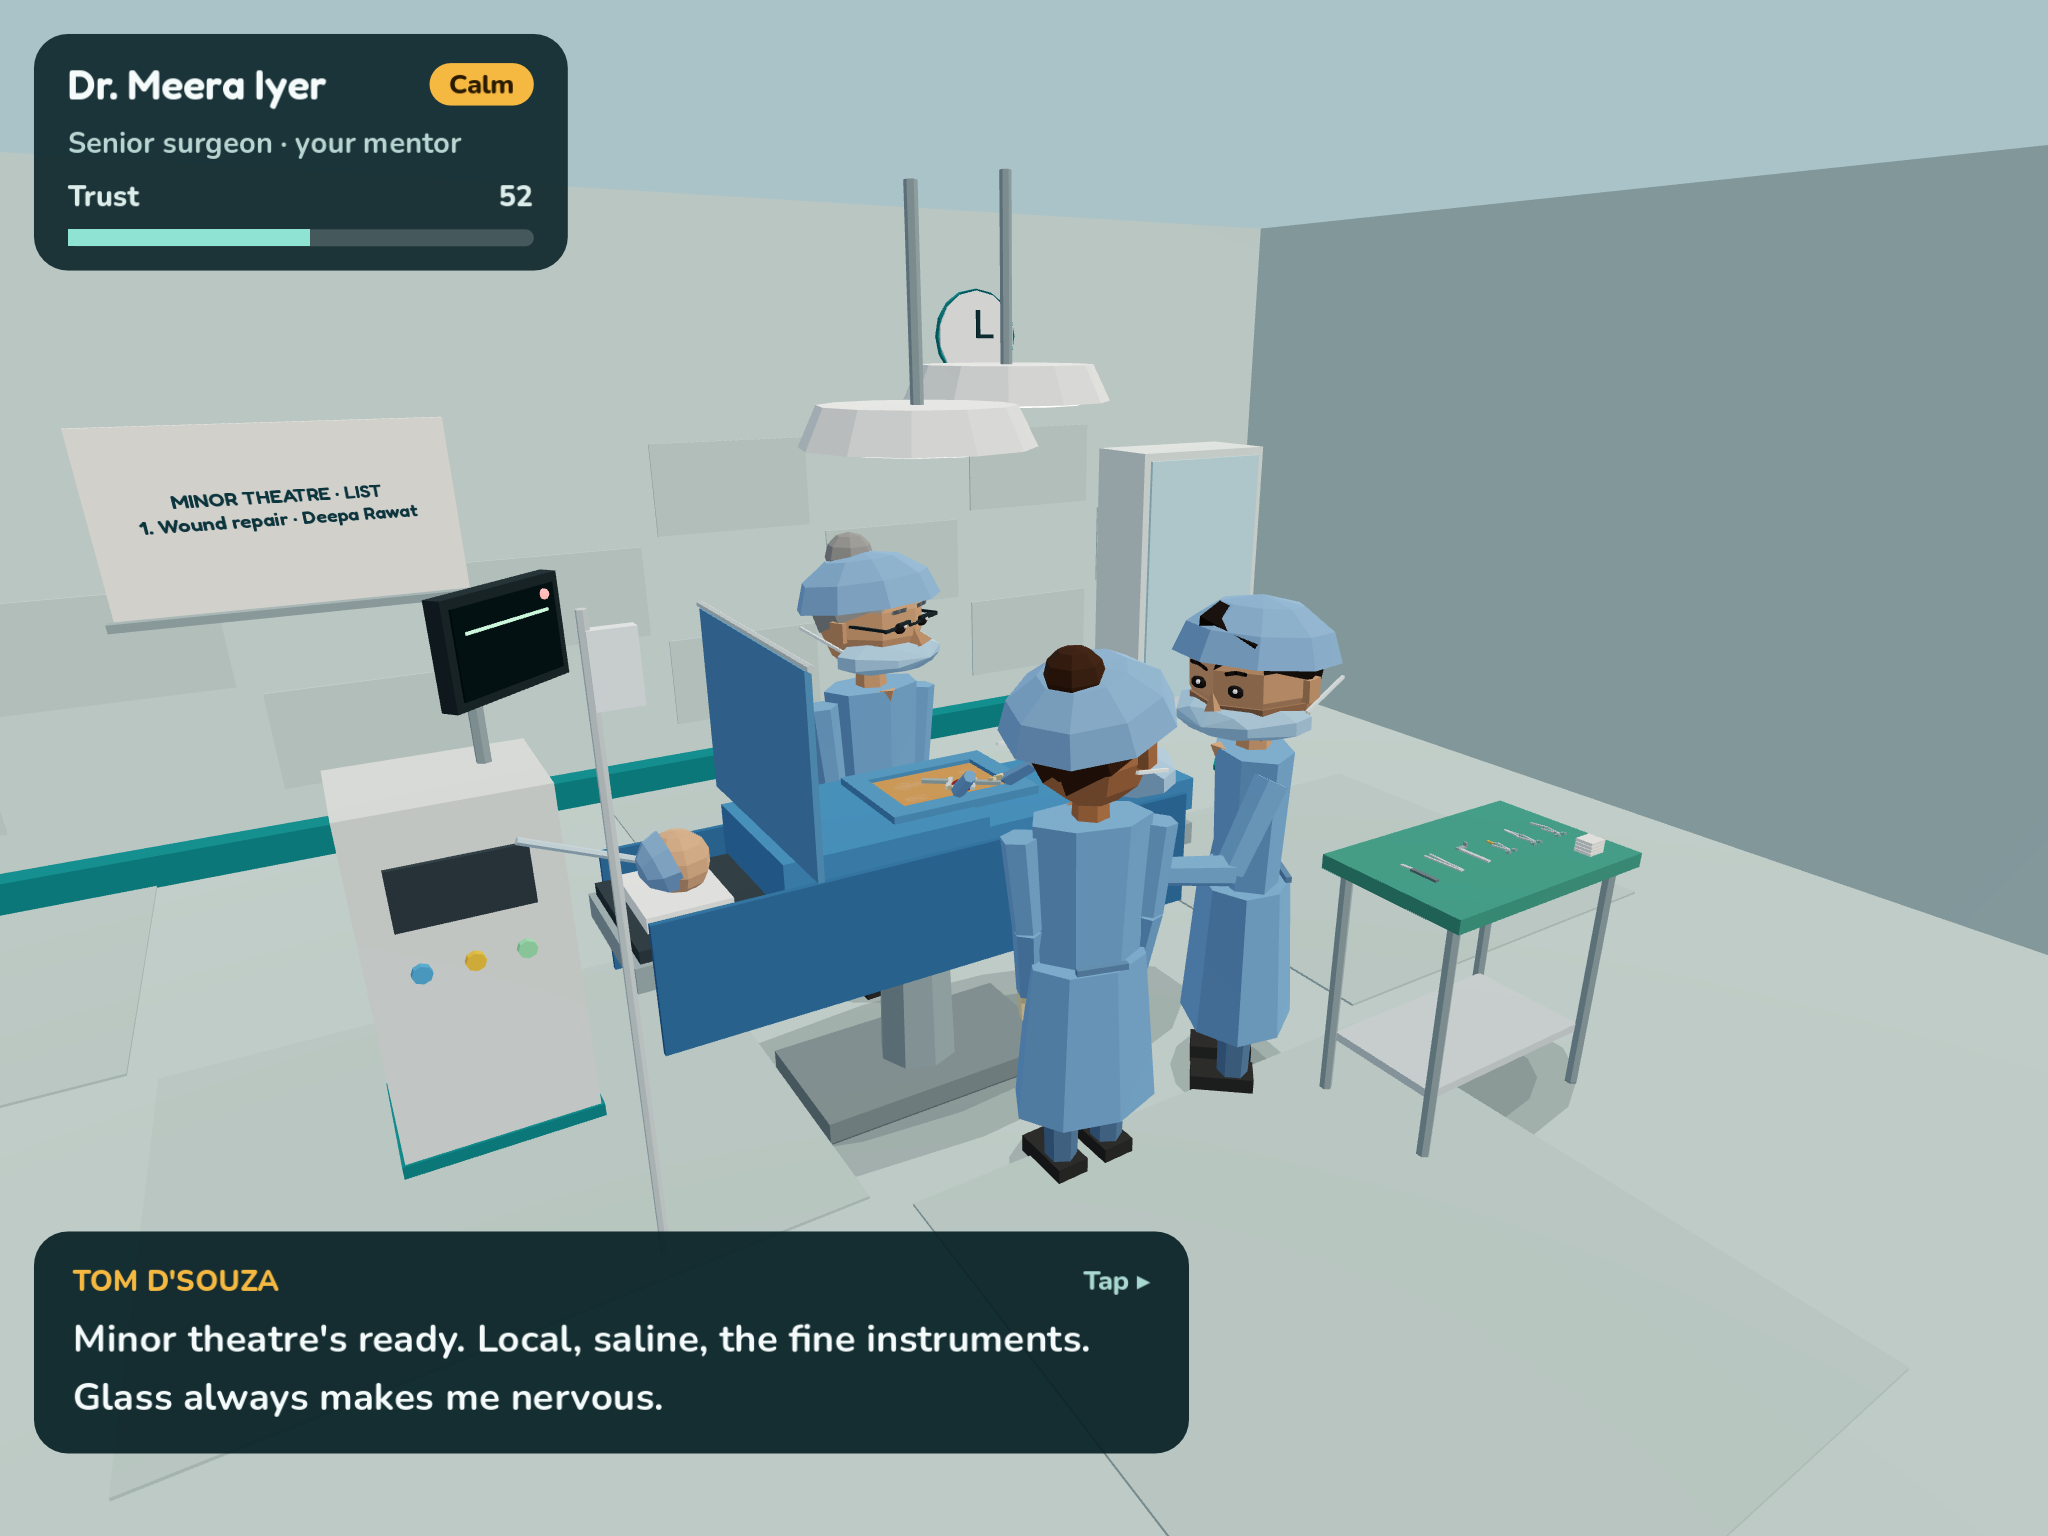 Dr. Meera Iyer
Calm
Senior surgeon · your mentor
Trust
52
MINOR THEATRE · LIST
1. Wound repair · Deepa Rawat
TOM D'SOUZA
Tap ▸
Minor theatre's ready. Local, saline, the fine instruments.
Glass always makes me nervous.